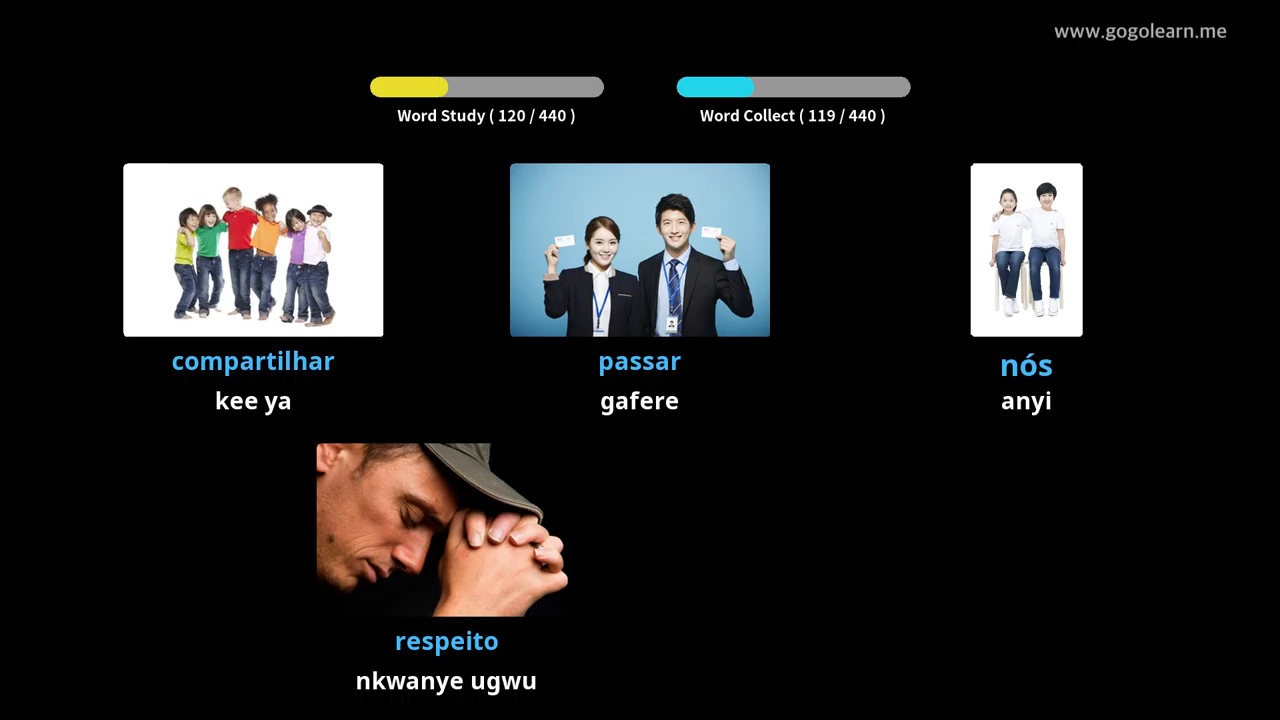 www.gogolearn.me
Word Study ( 120 / 440 )
Word Collect ( 119 / 440 )
compartilhar
passar
nós
kee ya
gafere
anyi
respeito
nkwanye ugwu